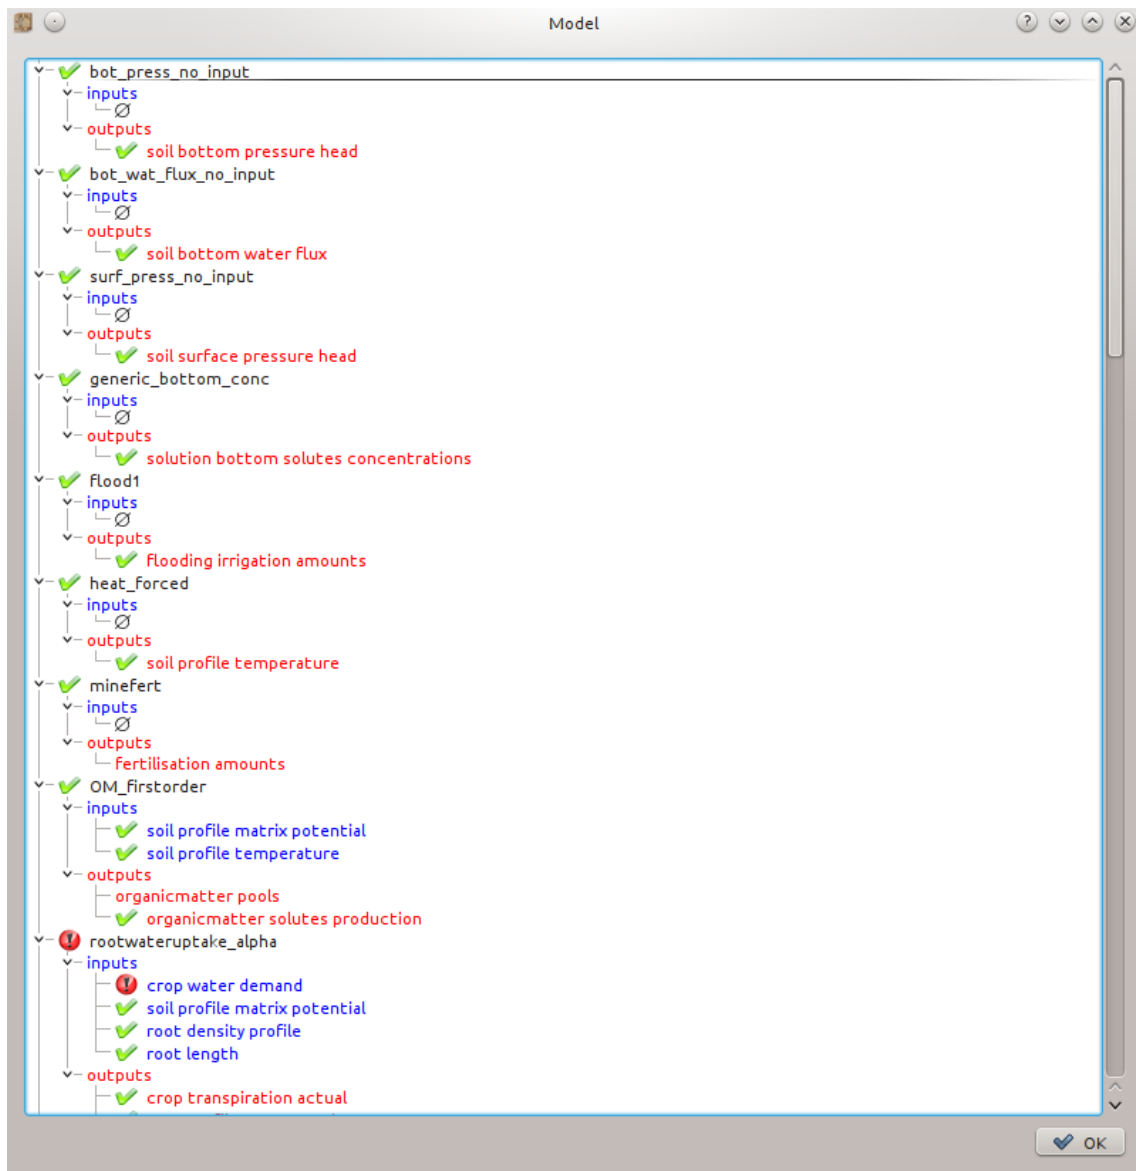 Model
bot_press_no_input
inputs
∅
outputs
soil bottom pressure head
bot_wat_flux_no_input
inputs
∅
outputs
soil bottom water flux
surf_press_no_input
inputs
∅
outputs
soil surface pressure head
generic_bottom_conc
inputs
∅
outputs
solution bottom solutes concentrations
flood1
inputs
∅
outputs
flooding irrigation amounts
heat_forced
inputs
∅
outputs
soil profile temperature
minefert
inputs
∅
outputs
fertilisation amounts
OM_firstorder
inputs
soil profile matrix potential
soil profile temperature
outputs
organicmatter pools
organicmatter solutes production
rootwateruptake_alpha
inputs
crop water demand
soil profile matrix potential
root density profile
root length
outputs
crop transpiration actual
OK